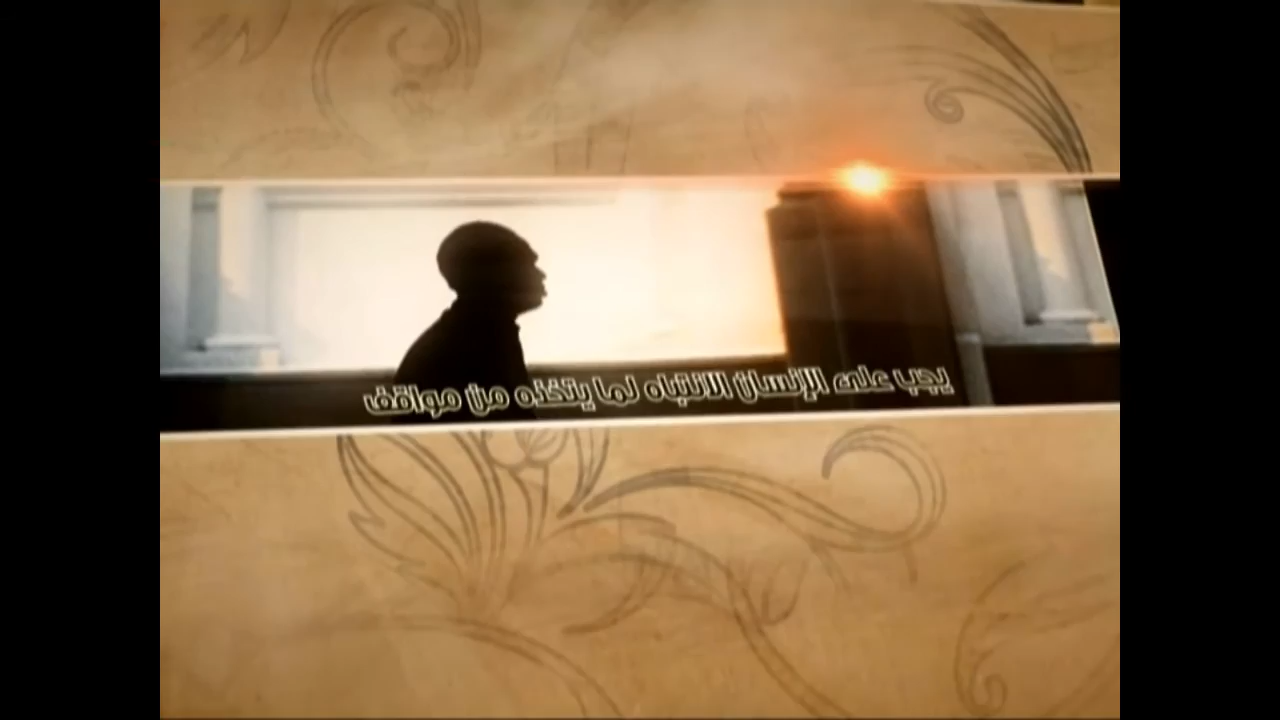 يجب على الإنسان الانتباه لما يتخذه من مواقف